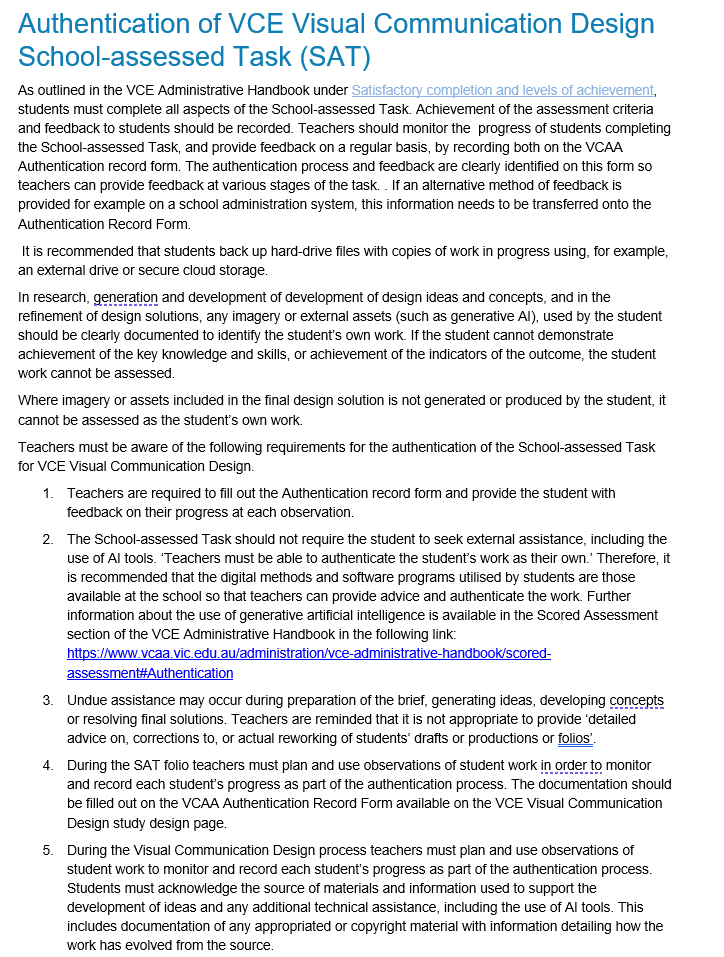 Authentication of VCE Visual Communication Design
School-assessed Task (SAT)
As outlined in the VCE Administrative Handbook under Satisfactory completion and levels of achievement,
students must complete all aspects of the School-assessed Task. Achievement of the assessment criteria
and feedback to students should be recorded. Teachers should monitor the  progress of students completing
the School-assessed Task, and provide feedback on a regular basis, by recording both on the VCAA
Authentication record form. The authentication process and feedback are clearly identified on this form so
teachers can provide feedback at various stages of the task. . If an alternative method of feedback is
provided for example on a school administration system, this information needs to be transferred onto the
Authentication Record Form.
It is recommended that students back up hard-drive files with copies of work in progress using, for example,
an external drive or secure cloud storage.
In research, generation and development of development of design ideas and concepts, and in the
refinement of design solutions, any imagery or external assets (such as generative AI), used by the student
should be clearly documented to identify the student's own work. If the student cannot demonstrate
achievement of the key knowledge and skills, or achievement of the indicators of the outcome, the student
work cannot be assessed.
Where imagery or assets included in the final design solution is not generated or produced by the student, it
cannot be assessed as the student's own work.
Teachers must be aware of the following requirements for the authentication of the School-assessed Task
for VCE Visual Communication Design.
1. Teachers are required to fill out the Authentication record form and provide the student with
feedback on their progress at each observation.
2. The School-assessed Task should not require the student to seek external assistance, including the
use of AI tools. 'Teachers must be able to authenticate the student's work as their own.' Therefore, it
is recommended that the digital methods and software programs utilised by students are those
available at the school so that teachers can provide advice and authenticate the work. Further
information about the use of generative artificial intelligence is available in the Scored Assessment
section of the VCE Administrative Handbook in the following link:
https://www.vcaa.vic.edu.au/administration/vce-administrative-handbook/scored-
assessment#Authentication
3. Undue assistance may occur during preparation of the brief, generating ideas, developing concepts
or resolving final solutions. Teachers are reminded that it is not appropriate to provide 'detailed
advice on, corrections to, or actual reworking of students' drafts or productions or folios'.
4. During the SAT folio teachers must plan and use observations of student work in order to monitor
and record each student's progress as part of the authentication process. The documentation should
be filled out on the VCAA Authentication Record Form available on the VCE Visual Communication
Design study design page.
5. During the Visual Communication Design process teachers must plan and use observations of
student work to monitor and record each student's progress as part of the authentication process.
Students must acknowledge the source of materials and information used to support the
development of ideas and any additional technical assistance, including the use of AI tools. This
includes documentation of any appropriated or copyright material with information detailing how the
work has evolved from the source.